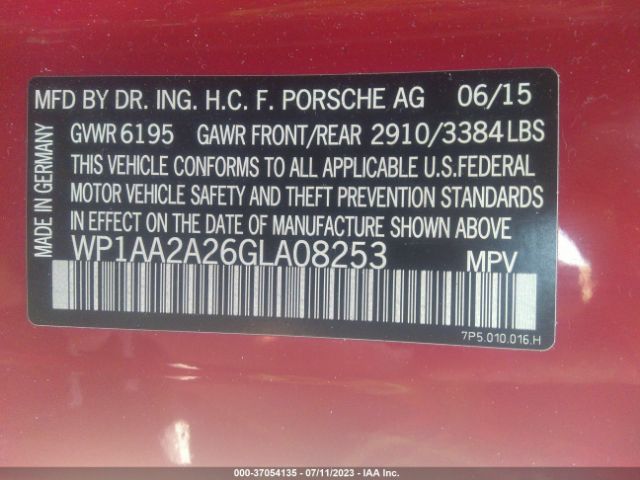 MFD BY DR. ING. H.C. F. PORSCHE AG 06/15
GVWR 6195 GAWR FRONT/REAR 2910/3384 LBS
THIS VEHICLE CONFORMS TO ALL APPLICABLE U.S.FEDERAL
MOTOR VEHICLE SAFETY AND THEFT PREVENTION STANDARDS
IN EFFECT ON THE DATE OF MANUFACTURE SHOWN ABOVE
WP1AA2A26GLA08253 MPV
MADE IN GERMANY
7P5.010.016.H
000-37054135 - 07/11/2023 - IAA Inc.